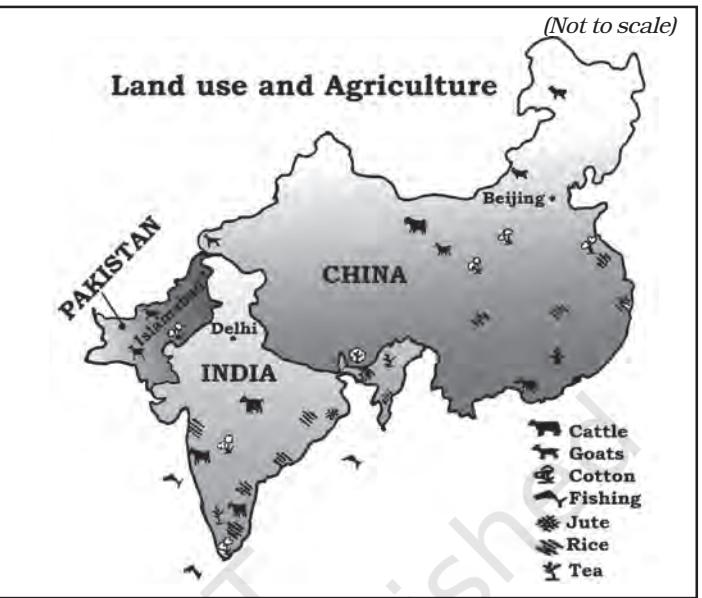 (Not to scale)
Land use and Agriculture
Beijing
PAKISTAN
CHINA
Islamabad
Delhi
INDIA
Cattle
Goats
Cotton
Fishing
Jute
Rice
Tea